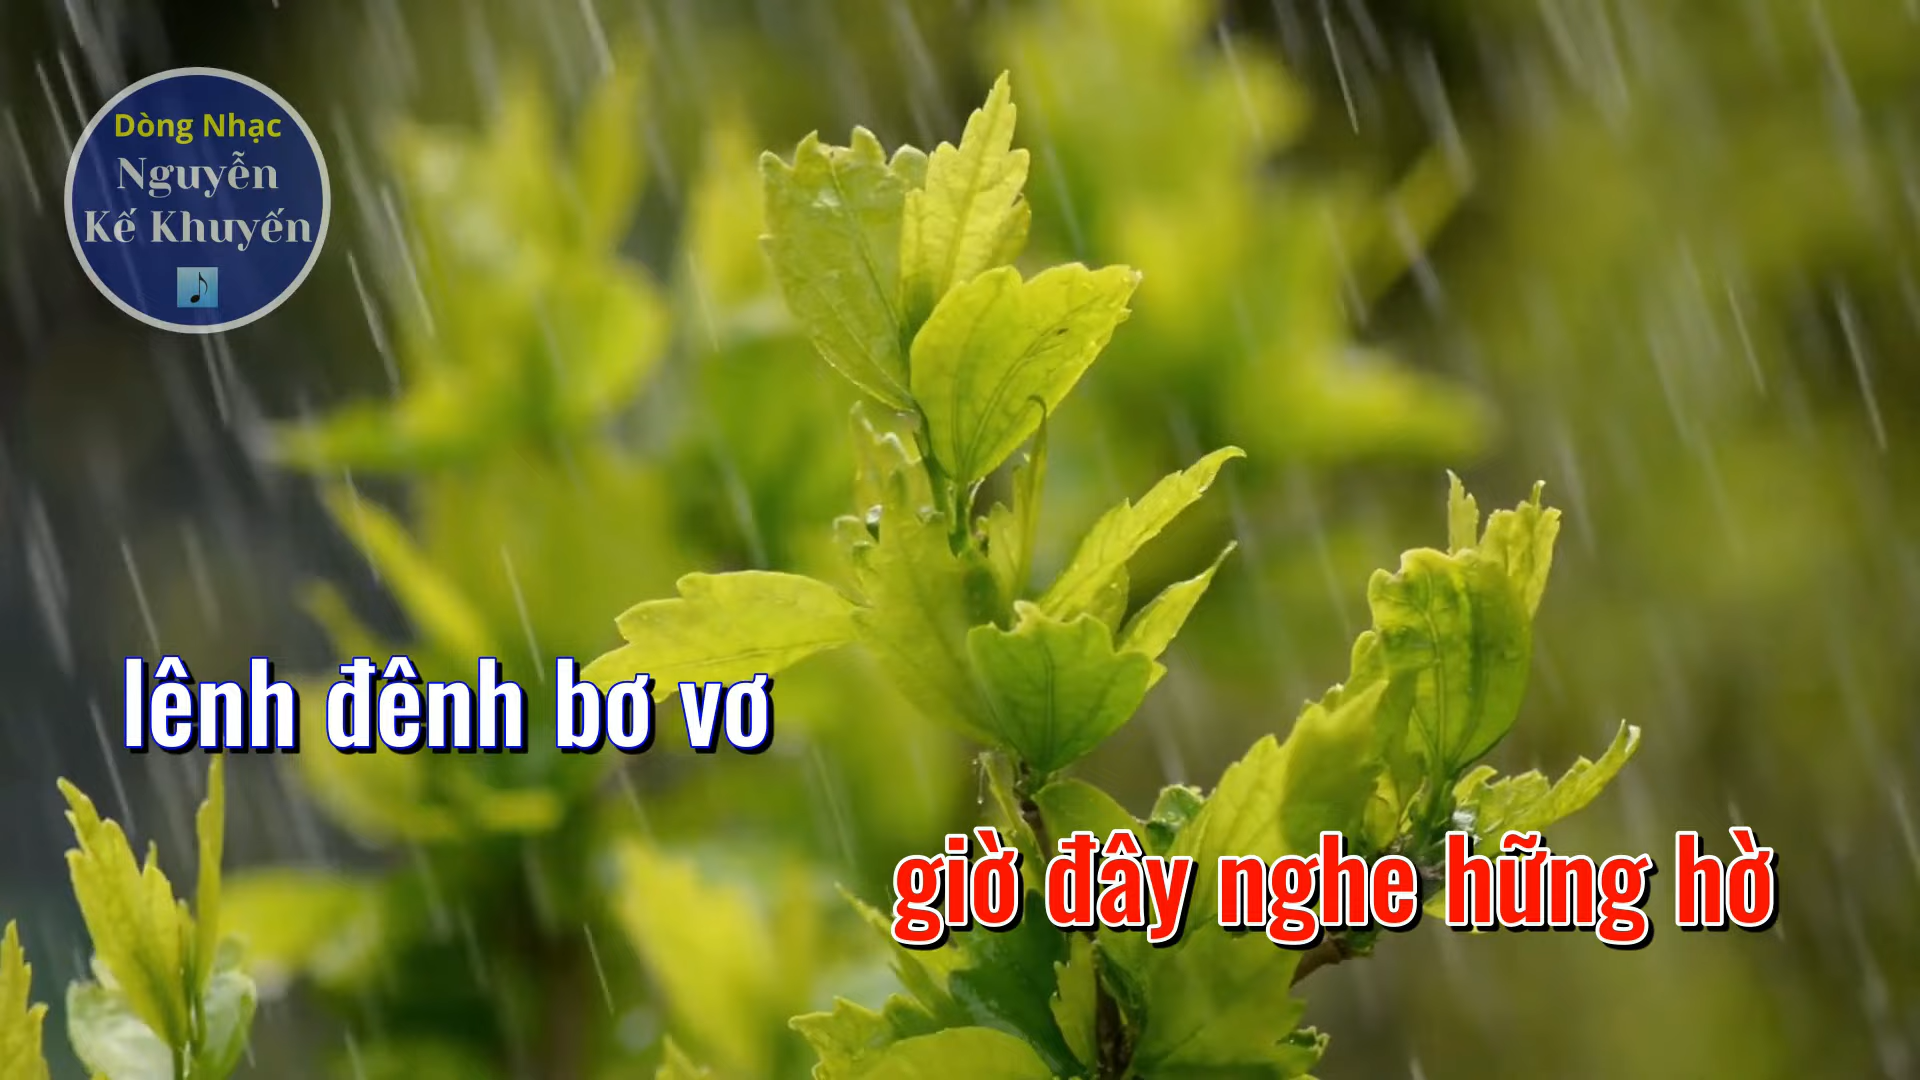 Dòng Nhạc
Nguyễn
Kế Khuyến
lênh đênh bơ vơ
giờ đây nghe hững hờ